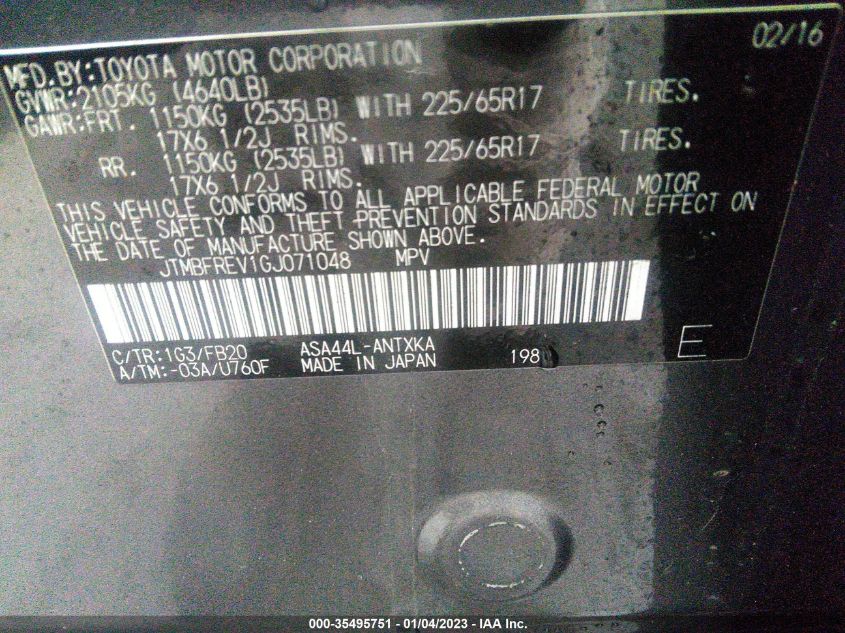 02/16
MFD.BY:TOYOTA MOTOR CORPORATION
GVWR:2105KG (4640LB)
GAWR:FRT. 1150KG (2535LB) WITH 225/65R17 TIRES.
17X6 1/2J RIMS.
RR. 1150KG (2535LB) WITH 225/65R17 TIRES.
17X6 1/2J RIMS.
THIS VEHICLE CONFORMS TO ALL APPLICABLE FEDERAL MOTOR
VEHICLE SAFETY AND THEFT PREVENTION STANDARDS IN EFFECT ON
THE DATE OF MANUFACTURE SHOWN ABOVE.
JTMBFREV1GJ071048 MPV
C/TR:1G3/FB20 ASA44L-ANTXKA
A/TM:-03A/U760F MADE IN JAPAN 198 E
000-35495751 - 01/04/2023 - IAA Inc.